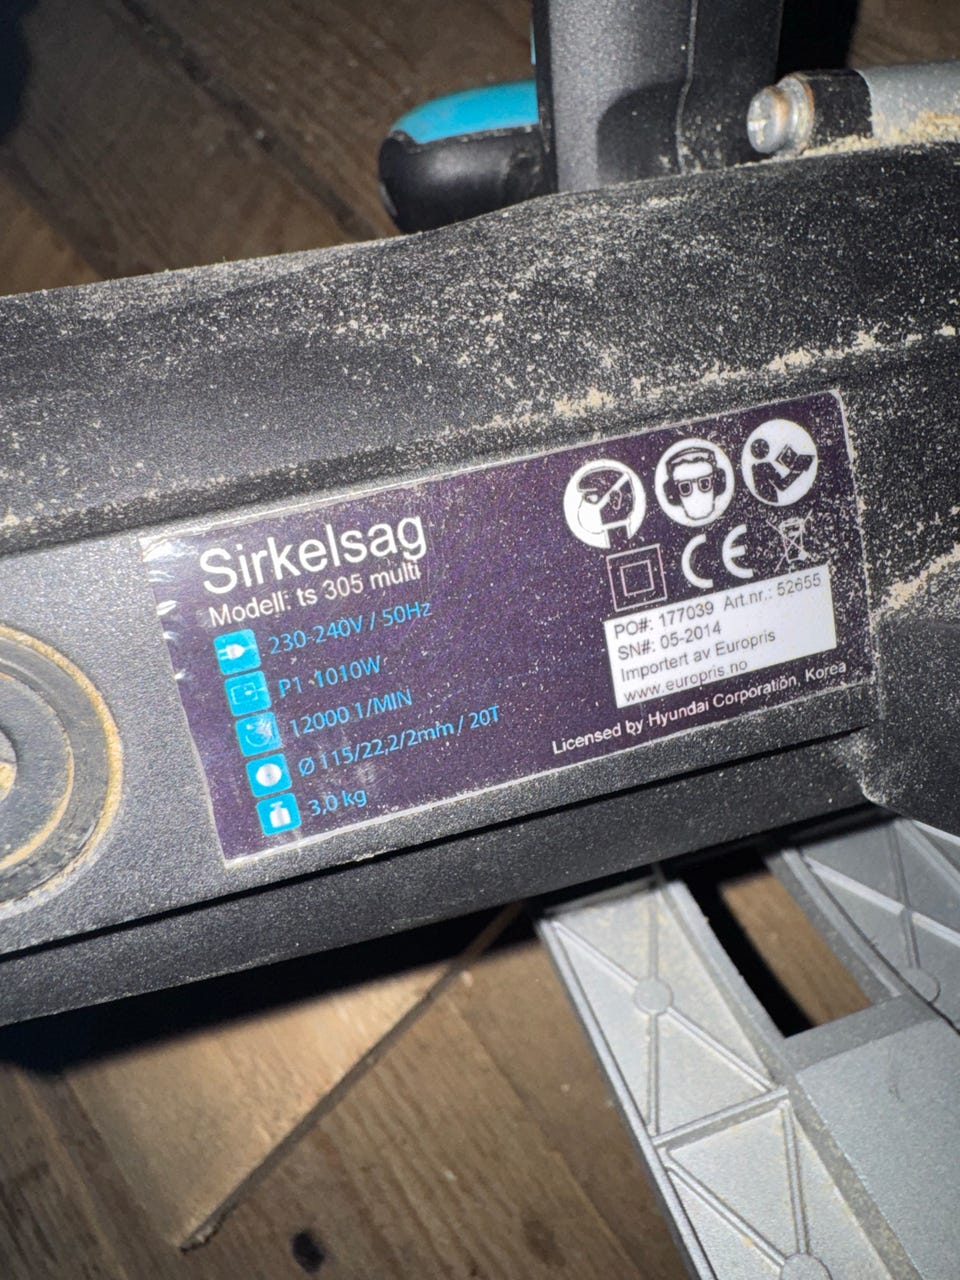 Sirkelsag
Modell: ts 305 multi
230-240V / 50Hz
P1 1010W
12000 1/MIN
Ø 115/22,2/2mm / 20T
3,0 kg
CE
PO#: 177039 Art.nr.: 52655
SN#: 05-2014
Importert av Europris
www.europris.no
Licensed by Hyundai Corporation, Korea